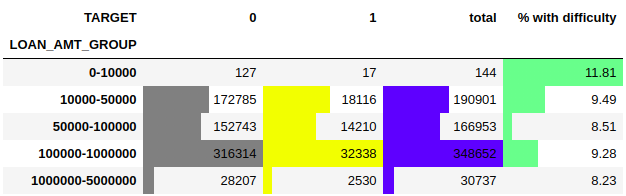 TARGET 0 1 total % with difficulty
LOAN_AMT_GROUP
0-10000 127 17 144 11.81
10000-50000 172785 18116 190901 9.49
50000-100000 152743 14210 166953 8.51
100000-1000000 316314 32338 348652 9.28
1000000-5000000 28207 2530 30737 8.23